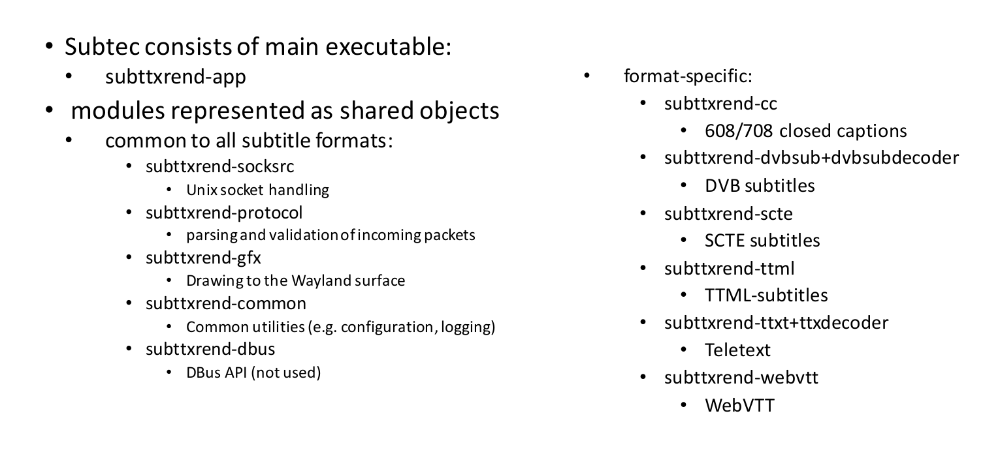 • Subtec consists of main executable:
• subttxrend-app
• modules represented as shared objects
• common to all subtitle formats:
• subttxrend-socksrc
• Unix socket handling
• subttxrend-protocol
• parsing and validation of incoming packets
• subttxrend-gfx
• Drawing to the Wayland surface
• subttxrend-common
• Common utilities (e.g. configuration, logging)
• subttxrend-dbus
• DBus API (not used)
• format-specific:
• subttxrend-cc
• 608/708 closed captions
• subttxrend-dvbsub+dvbsubdecoder
• DVB subtitles
• subttxrend-scte
• SCTE subtitles
• subttxrend-ttml
• TTML-subtitles
• subttxrend-ttxt+ttxdecoder
• Teletext
• subttxrend-webvtt
• WebVTT